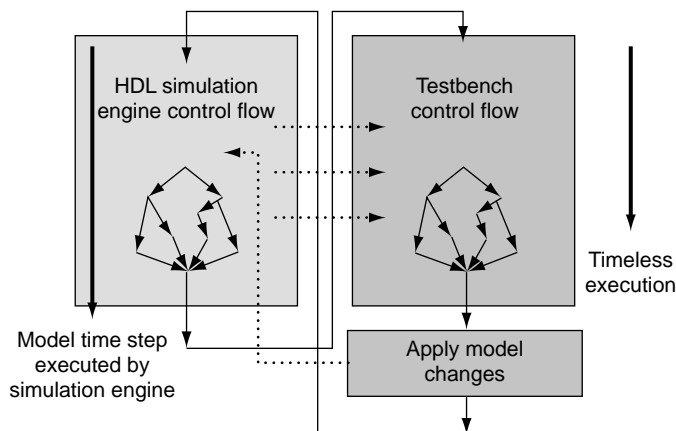 HDL simulation
engine control flow
Testbench
control flow
Timeless
execution
Model time step
executed by
simulation engine
Apply model
changes